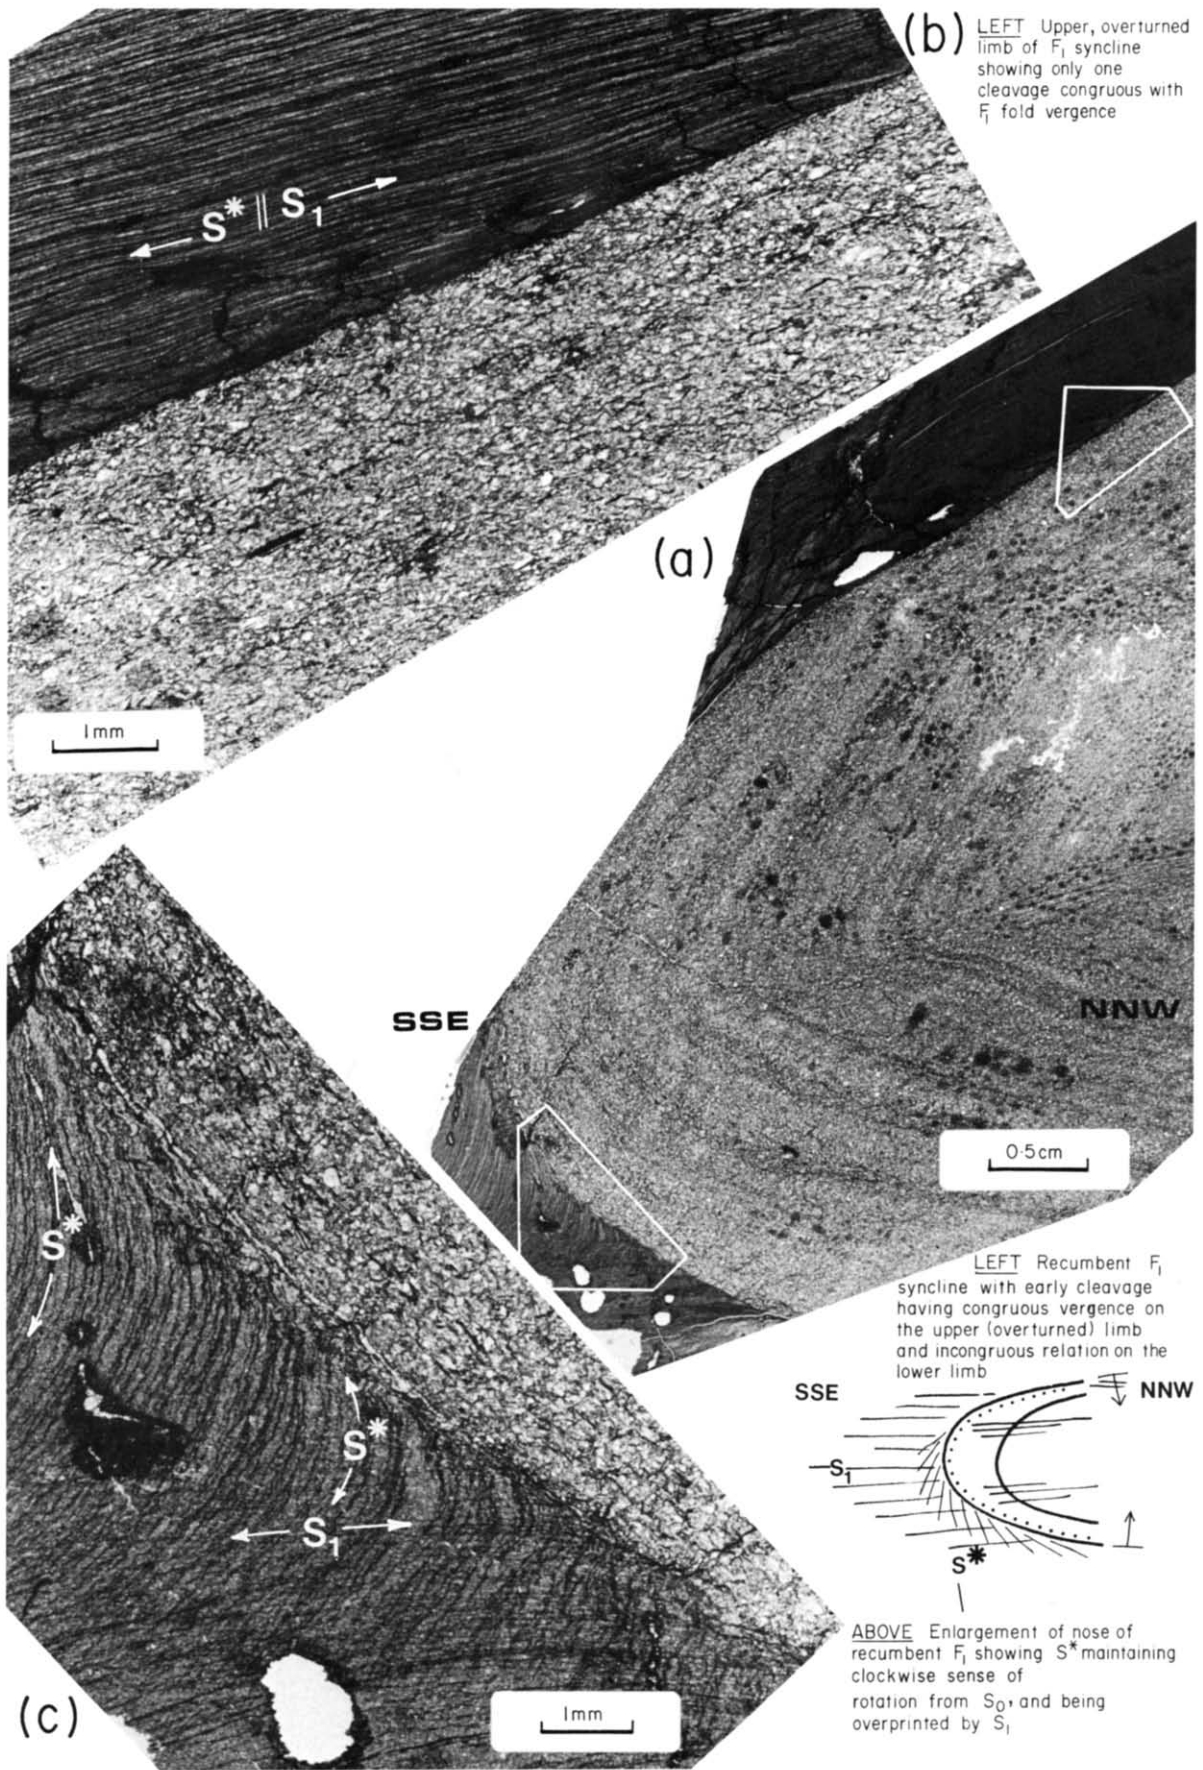 (b)
LEFT Upper, overturned
limb of F₁ syncline
showing only one
cleavage congruous with
F₁ fold vergence
S* ∥ S₁
(a)
1mm
SSE
NNW
S*
0·5cm
LEFT Recumbent F₁
syncline with early cleavage
having congruous vergence on
the upper (overturned) limb
and incongruous relation on the
lower limb
SSE
NNW
S*
S₁
S₁
S*
ABOVE Enlargement of nose of
recumbent F₁ showing S* maintaining
clockwise sense of
rotation from S₀, and being
overprinted by S₁
(c)
1mm